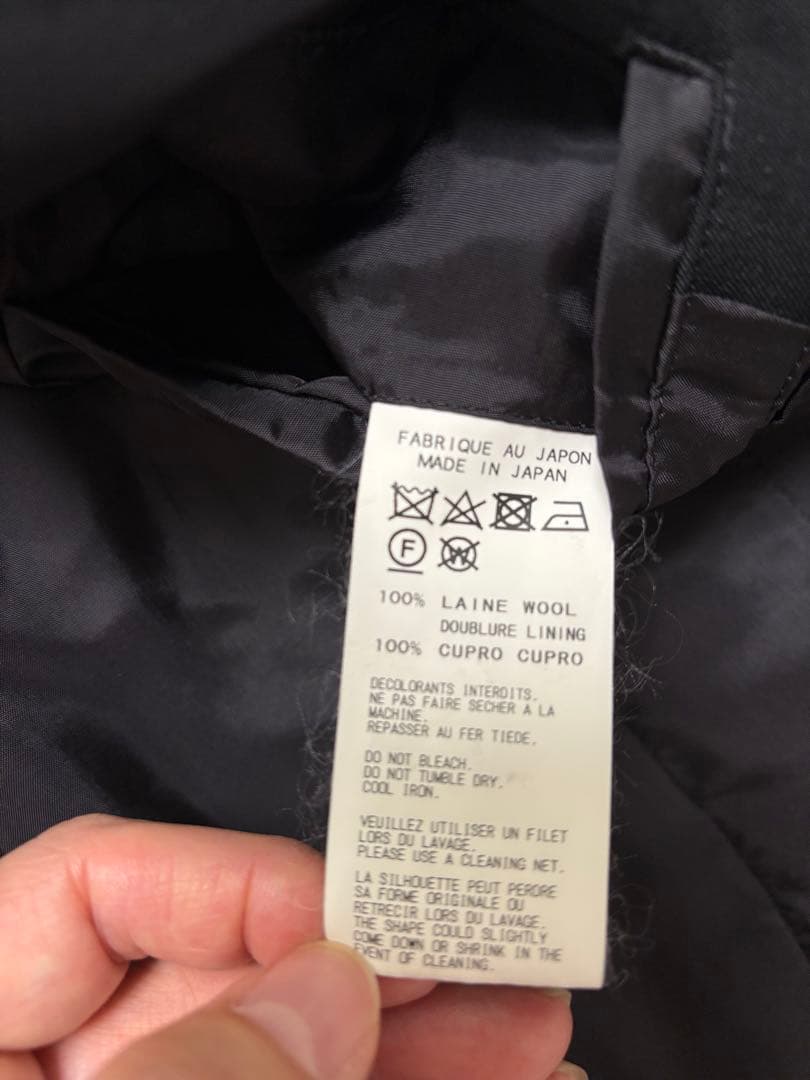 FABRIQUE AU JAPON
MADE IN JAPAN
F W
100% LAINE WOOL
DOUBLURE LINING
100% CUPRO CUPRO
DECOLORANTS INTERDITS.
NE PAS FAIRE SECHER A LA
MACHINE.
REPASSER AU FER TIEDE.
DO NOT BLEACH.
DO NOT TUMBLE DRY.
COOL IRON.
VEUILLEZ UTILISER UN FILET
LORS DU LAVAGE.
PLEASE USE A CLEANING NET.
LA SILHOUETTE PEUT PERDRE
SA FORME ORIGINALE OU
RETRECIR LORS DU LAVAGE.
THE SHAPE COULD SLIGHTLY
COME DOWN OR SHRINK IN THE
EVENT OF CLEANING.